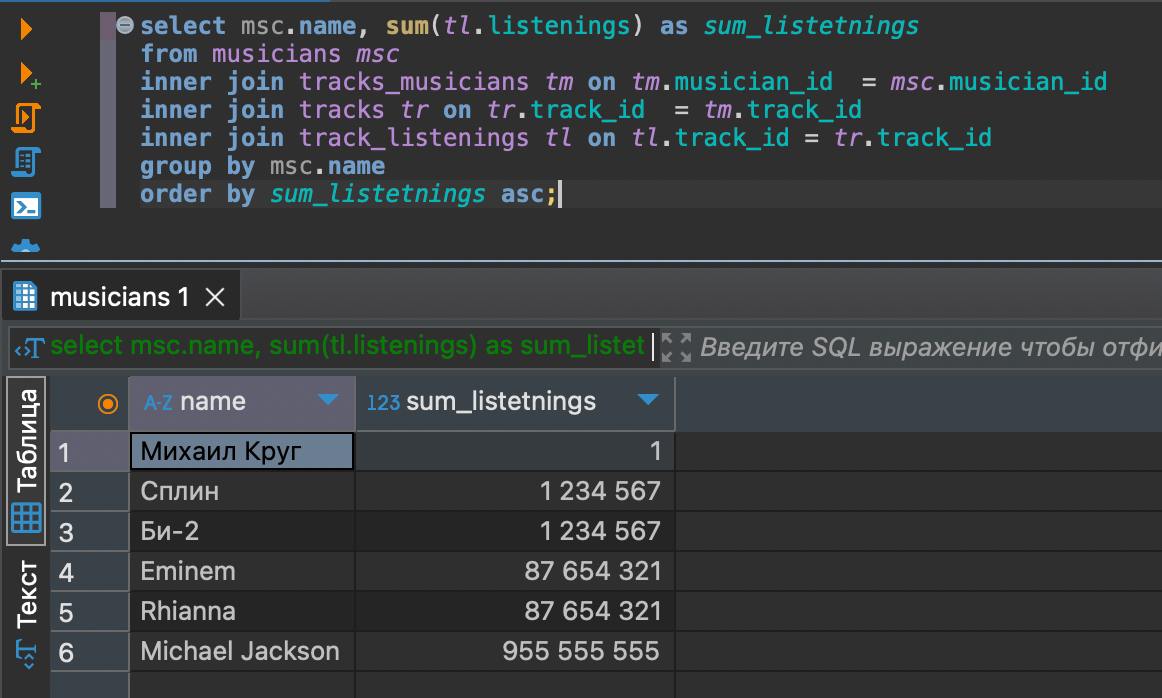 select msc.name, sum(tl.listenings) as sum_listetnings
from musicians msc
inner join tracks_musicians tm on tm.musician_id  = msc.musician_id
inner join tracks tr on tr.track_id  = tm.track_id
inner join track_listenings tl on tl.track_id = tr.track_id
group by msc.name
order by sum_listetnings asc;
musicians 1
select msc.name, sum(tl.listenings) as sum_listet
Введите SQL выражение чтобы отфи
Таблица
Текст
A-Z name 123 sum_listetnings
1 Михаил Круг 1
2 Сплин 1 234 567
3 Би-2 1 234 567
4 Eminem 87 654 321
5 Rhianna 87 654 321
6 Michael Jackson 955 555 555